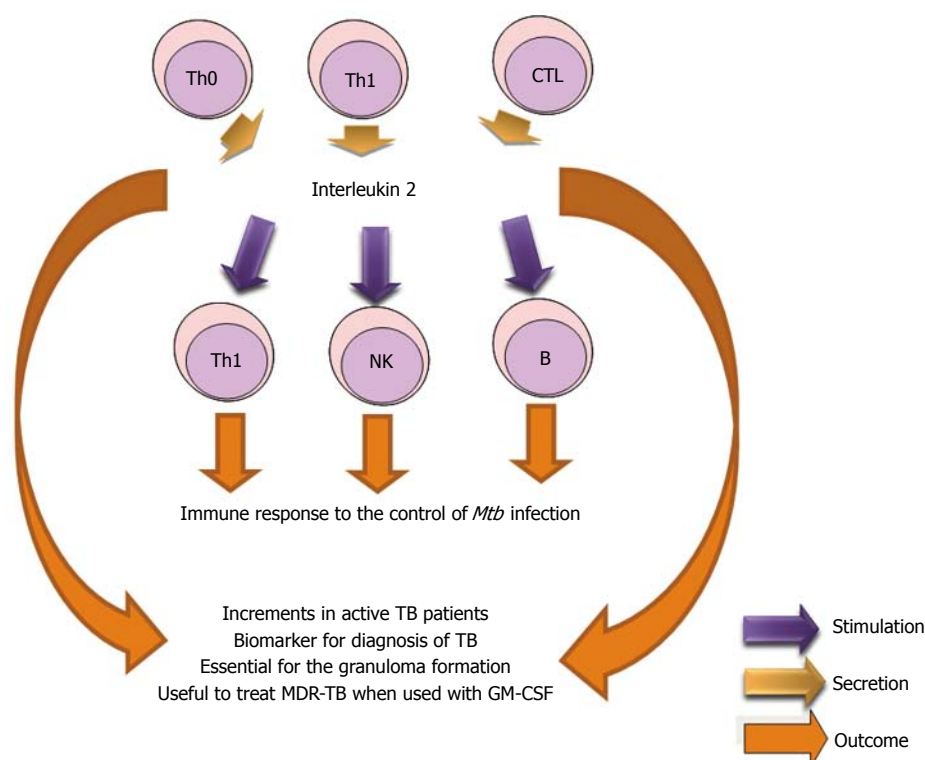 Th0
Th1
CTL
Interleukin 2
Th1
NK
B
Immune response to the control of Mtb infection
Increments in active TB patients
Biomarker for diagnosis of TB
Essential for the granuloma formation
Useful to treat MDR-TB when used with GM-CSF
Stimulation
Secretion
Outcome